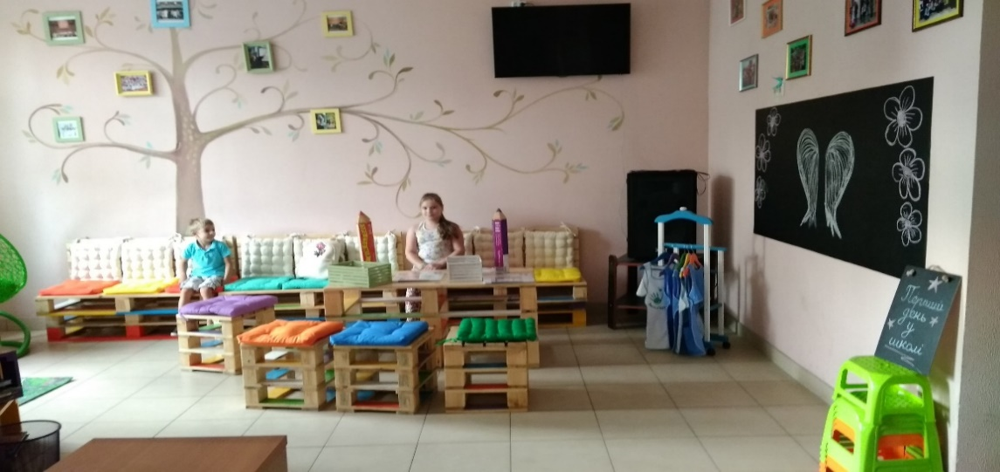 Перший
день
у
школі